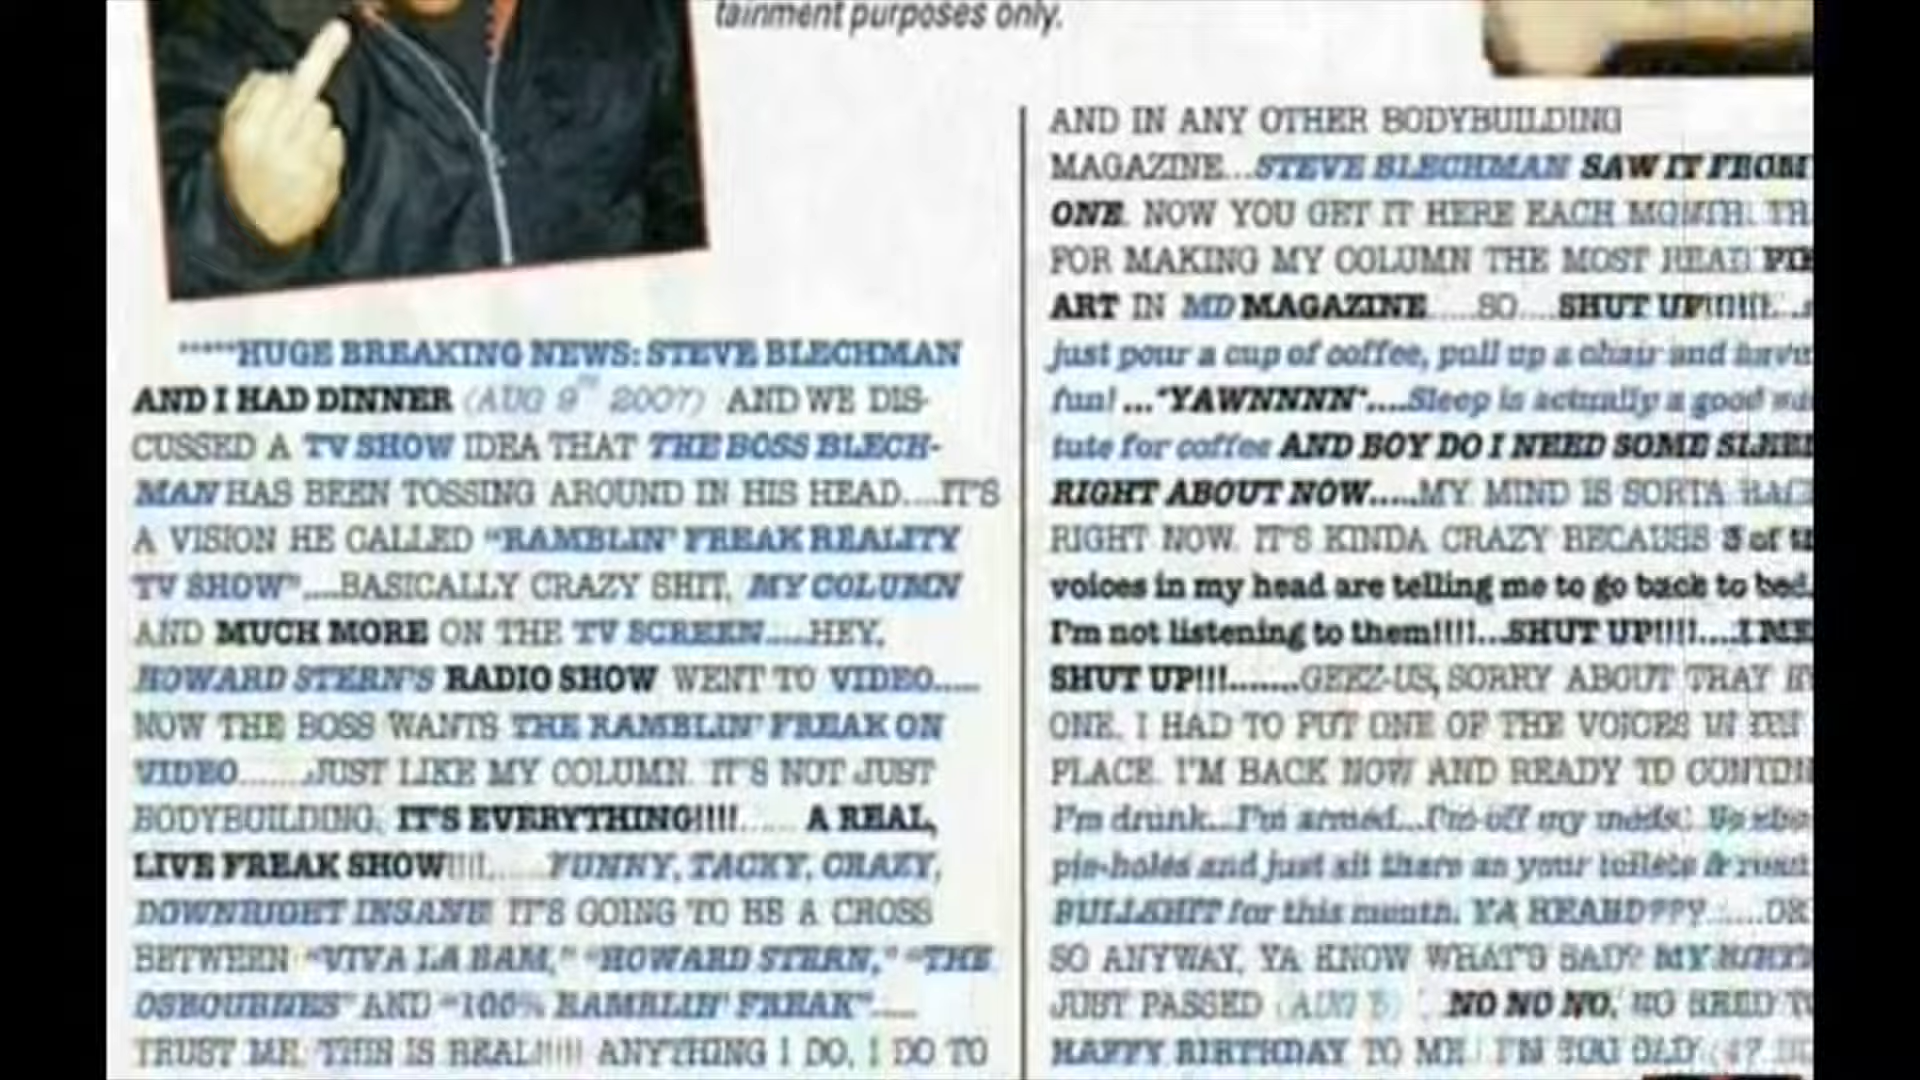 tainment purposes only.
*****HUGE BREAKING NEWS: STEVE BLECHMAN
AND I HAD DINNER (AUG 9TH 2007) AND WE DIS-
CUSSED A TV SHOW IDEA THAT THE BOSS BLECH-
MAN HAS BEEN TOSSING AROUND IN HIS HEAD....IT'S
A VISION HE CALLED "RAMBLIN' FREAK REALITY
TV SHOW"....BASICALLY CRAZY SHIT, MY COLUMN
AND MUCH MORE ON THE TV SCREEN.....HEY,
HOWARD STERN'S RADIO SHOW WENT TO VIDEO.....
NOW THE BOSS WANTS THE RAMBLIN' FREAK ON
VIDEO.......JUST LIKE MY COLUMN. IT'S NOT JUST
BODYBUILDING, IT'S EVERYTHING!!!!...... A REAL,
LIVE FREAK SHOW!!!!......FUNNY, TACKY, CRAZY,
DOWNRIGHT INSANE! IT'S GOING TO BE A CROSS
BETWEEN "VIVA LA BAM," "HOWARD STERN," "THE
OSBOURNES" AND "100% RAMBLIN' FREAK".....
TRUST ME, THIS IS REAL!!!!! ANYTHING I DO, I DO TO
AND IN ANY OTHER BODYBUILDING
MAGAZINE...STEVE BLECHMAN SAW IT FROM
ONE. NOW YOU GET IT HERE EACH MONTH.
FOR MAKING MY COLUMN THE MOST READ
ART IN MD MAGAZINE.....SO....SHUT UP!!!!!!...
just pour a cup of coffee, pull up a chair and have
fun! ..."YAWNNNN"....Sleep is actually a good
tute for coffee AND BOY DO I NEED SOME SLEEP
RIGHT ABOUT NOW.....MY MIND IS SORTA
RIGHT NOW. IT'S KINDA CRAZY BECAUSE 3 of
voices in my head are telling me to go back to bed.
I'm not listening to them!!!!...SHUT UP!!!!....I
SHUT UP!!!........GEEZ-US, SORRY ABOUT THAT
ONE. I HAD TO PUT ONE OF THE VOICES IN
PLACE. I'M BACK NOW AND READY TO
I'm drunk...I'm armed...I'm off my meds!
pie-holes and just sit there on your toilets &
BULLSHIT for this month. YA HEARD???.......OK
SO ANYWAY, YA KNOW WHAT'S BAD? MY
JUST PASSED (AUG 5) NO NO NO, NO NEED
HAPPY BIRTHDAY TO ME! I'M TOO OLD! (47